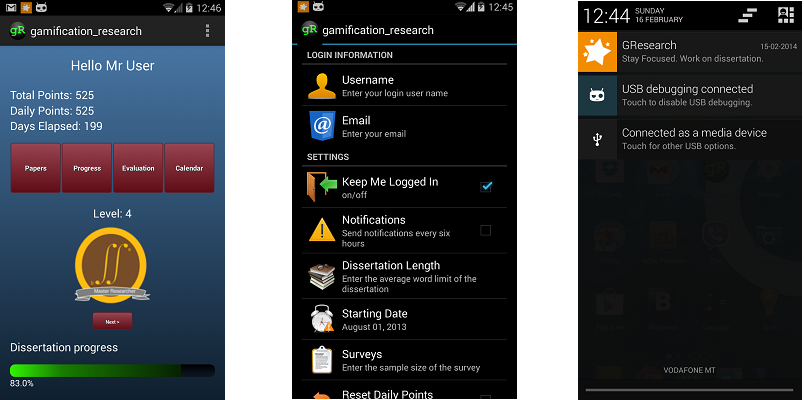 12:46
gR gamification_research
Hello Mr User
Total Points: 525
Daily Points: 525
Days Elapsed: 199
Papers
Progress
Evaluation
Calendar
Level: 4
Master Researcher
Next >
Dissertation progress
83.0%
12:45
gR gamification_research
LOGIN INFORMATION
Username
Enter your login user name
@
Email
Enter your email
SETTINGS
Keep Me Logged In
on/off
Notifications
Send notifications every six
hours
Dissertation Length
Enter the average word limit of the
dissertation
Starting Date
August 01, 2013
Surveys
Enter the sample size of the survey
Reset Daily Points
12:44
SUNDAY
16 FEBRUARY
GResearch
15-02-2014
Stay Focused. Work on dissertation.
USB debugging connected
Touch to disable USB debugging.
Connected as a media device
Touch for other USB options.
VODAFONE MT